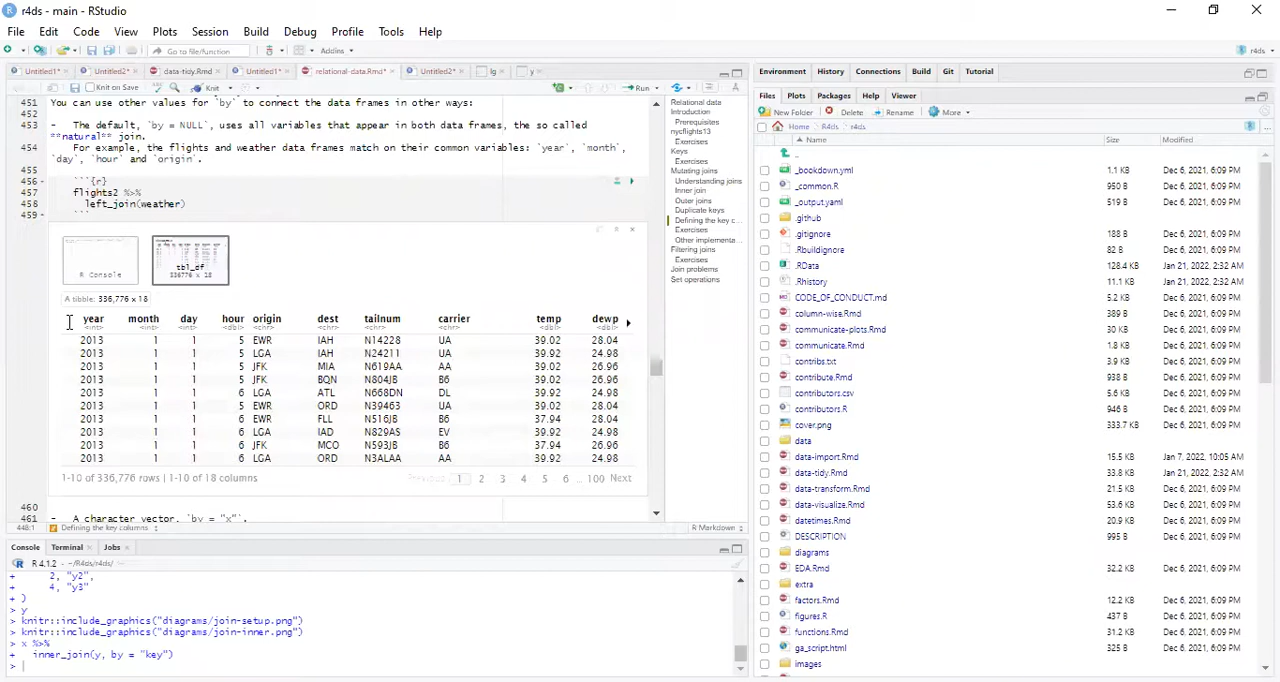 r4ds - main - RStudio
File Edit Code View Plots Session Build Debug Profile Tools Help
Go to file/function Addins r4ds
Untitled1* Untitled2* data-tidy.Rmd Untitled1* relational-data.Rmd* Untitled2* lg y
Knit on Save Knit Run
451 You can use other values for `by` to connect the data frames in other ways:
452
453 - The default, `by = NULL`, uses all variables that appear in both data frames, the so called
**natural** join.
454 For example, the flights and weather data frames match on their common variables: `year`, `month`,
`day`, `hour` and `origin`.
455
456 ```{r}
457 flights2 %>%
458 left_join(weather)
459 ```
R Console
tbl_df
336776 x 18
A tibble: 336,776 x 18
year month day hour origin dest tailnum carrier temp dewp
<int> <int> <int> <dbl> <chr> <chr> <chr> <chr> <dbl> <dbl>
2013 1 1 5 EWR IAH N14228 UA 39.02 28.04
2013 1 1 5 LGA IAH N24211 UA 39.92 24.98
2013 1 1 5 JFK MIA N619AA AA 39.02 26.96
2013 1 1 5 JFK BQN N804JB B6 39.02 26.96
2013 1 1 6 LGA ATL N668DN DL 39.92 24.98
2013 1 1 5 EWR ORD N39463 UA 39.02 28.04
2013 1 1 6 EWR FLL N516JB B6 37.94 28.04
2013 1 1 6 LGA IAD N829AS EV 39.92 24.98
2013 1 1 6 JFK MCO N593JB B6 37.94 26.96
2013 1 1 6 LGA ORD N3ALAA AA 39.92 24.98
1-10 of 336,776 rows | 1-10 of 18 columns Previous 1 2 3 4 5 6 ... 100 Next
460
461 - A character vector, `by = "x"`.
448:1 Defining the key columns R Markdown
Relational data
Introduction
Prerequisites
nycflights13
Exercises
Keys
Exercises
Mutating joins
Understanding joins
Inner join
Outer joins
Duplicate keys
Defining the key c...
Exercises
Other implementa...
Filtering joins
Exercises
Join problems
Set operations
Console Terminal Jobs
R 4.1.2 · ~/R4ds/r4ds/
+ 2, "y2",
+ 4, "y3"
+ )
> y
> knitr::include_graphics("diagrams/join-setup.png")
> knitr::include_graphics("diagrams/join-inner.png")
> x %>%
+ inner_join(y, by = "key")
>
Environment History Connections Build Git Tutorial
Files Plots Packages Help Viewer
New Folder Delete Rename More
Home R4ds r4ds ...
Name Size Modified
..
_bookdown.yml 1.1 KB Dec 6, 2021, 6:09 PM
_common.R 950 B Dec 6, 2021, 6:09 PM
_output.yaml 519 B Dec 6, 2021, 6:09 PM
.github
.gitignore 188 B Dec 6, 2021, 6:09 PM
.Rbuildignore 82 B Dec 6, 2021, 6:09 PM
.RData 128.4 KB Jan 21, 2022, 2:32 AM
.Rhistory 11.1 KB Jan 21, 2022, 2:32 AM
CODE_OF_CONDUCT.md 5.2 KB Dec 6, 2021, 6:09 PM
column-wise.Rmd 389 B Dec 6, 2021, 6:09 PM
communicate-plots.Rmd 30 KB Dec 6, 2021, 6:09 PM
communicate.Rmd 1.8 KB Dec 6, 2021, 6:09 PM
contribs.txt 3.9 KB Dec 6, 2021, 6:09 PM
contribute.Rmd 938 B Dec 6, 2021, 6:09 PM
contributors.csv 5.6 KB Dec 6, 2021, 6:09 PM
contributors.R 946 B Dec 6, 2021, 6:09 PM
cover.png 333.7 KB Dec 6, 2021, 6:09 PM
data
data-import.Rmd 15.5 KB Jan 7, 2022, 10:05 AM
data-tidy.Rmd 33.8 KB Jan 21, 2022, 2:32 AM
data-transform.Rmd 21.5 KB Dec 6, 2021, 6:09 PM
data-visualize.Rmd 53.6 KB Dec 6, 2021, 6:09 PM
datetimes.Rmd 20.9 KB Dec 6, 2021, 6:09 PM
DESCRIPTION 995 B Dec 6, 2021, 6:09 PM
diagrams
EDA.Rmd 32.2 KB Dec 6, 2021, 6:09 PM
extra
factors.Rmd 12.2 KB Dec 6, 2021, 6:09 PM
figures.R 437 B Dec 6, 2021, 6:09 PM
functions.Rmd 31.2 KB Dec 6, 2021, 6:09 PM
ga_script.html 325 B Dec 6, 2021, 6:09 PM
images